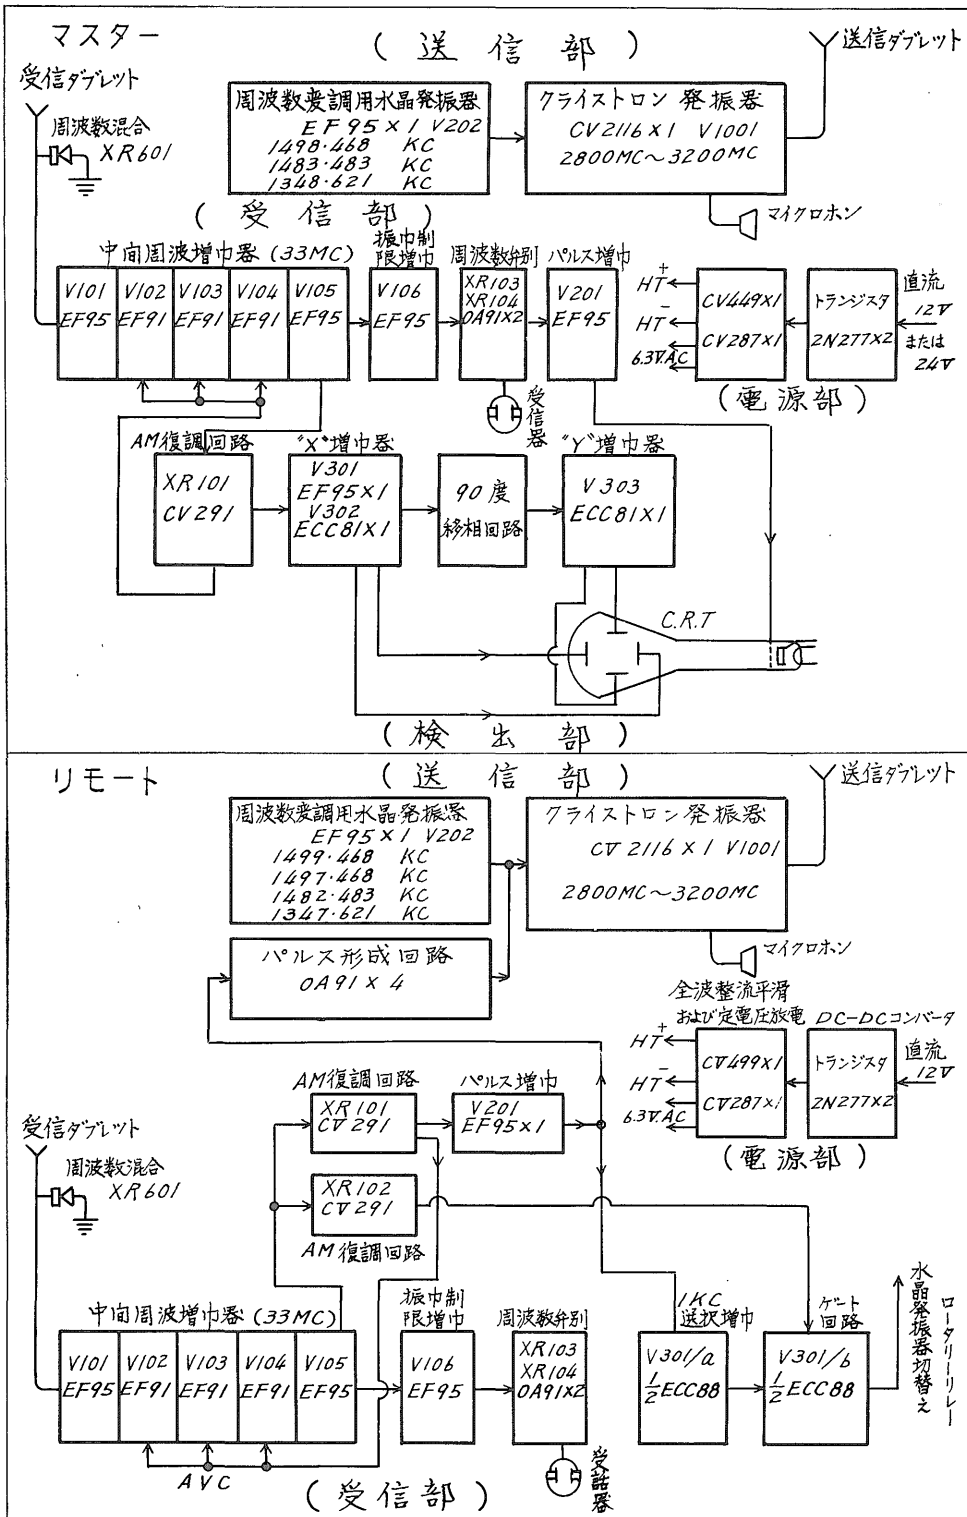 マスター
(送信部)
送信ダブレット
受信ダブレット
周波数混合
XR601
周波数変調用水晶発振器
EF95×1 V202
1498.468 KC
1483.483 KC
1348.621 KC
クライストロン発振器
CV2116×1 V1001
2800MC～3200MC
マイクロホン
(受信部)
中间周波増巾器(33MC)
V101
EF95
V102
EF91
V103
EF91
V104
EF91
V105
EF95
振巾制
限増巾
V106
EF95
周波数弁別
XR103
XR104
OA91×2
パルス増巾
V201
EF95
受信器
HT+
HT-
6.3V.AC
CV449×1
CV287×1
トランジスタ
2N277×2
直流
12V
または
24V
(電源部)
AM復調回路
XR101
CV291
"X"増巾器
V301
EF95×1
V302
ECC81×1
90度
移相回路
"Y"増巾器
V303
ECC81×1
C.R.T
(検出部)
リモート
(送信部)
送信ダブレット
周波数変調用水晶発振器
EF95×1 V202
1499.468 KC
1497.468 KC
1482.483 KC
1347.621 KC
クライストロン発振器
CV2116×1 V1001
2800MC～3200MC
マイクロホン
パルス形成回路
OA91×4
全波整流平滑
および定電圧放電
DC-DCコンバータ
HT+
HT-
6.3V.AC
CV499×1
CV287×1
トランジスタ
2N277×2
直流
12V
(電源部)
AM復調回路
XR101
CV291
パルス増巾
V201
EF95×1
XR102
CV291
AM復調回路
受信ダブレット
周波数混合
XR601
中间周波増巾器(33MC)
V101
EF95
V102
EF91
V103
EF91
V104
EF91
V105
EF95
AVC
振巾制
限増巾
V106
EF95
周波数弁別
XR103
XR104
OA91×2
受話器
1KC
選択増巾
V301/a
1/2ECC88
ゲート
回路
V301/b
1/2ECC88
ロータリーリレー
水晶発振器切替え
(受信部)